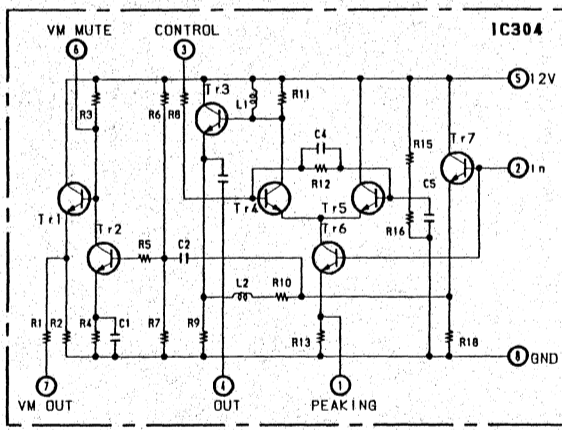 VM MUTE CONTROL IC304
6 3
5 12V
Tr3
R3 R6 R8 L1 R11
C4 R15 Tr7
R12 2 In
Tr1 Tr4 Tr5 C5
Tr2 Tr6 R16
R5 C2
L2 R10
R1 R2 R4 C1 R7 R9 R13 R18
8 GND
7 4 1
VM OUT OUT PEAKING